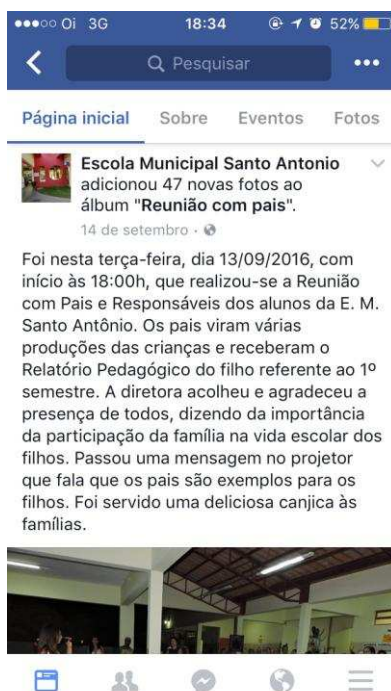 Oi 3G 18:34 52%
Pesquisar
Página inicial Sobre Eventos Fotos
Escola Municipal Santo Antonio
adicionou 47 novas fotos ao
álbum "Reunião com pais".
14 de setembro ·
Foi nesta terça-feira, dia 13/09/2016, com
início às 18:00h, que realizou-se a Reunião
com Pais e Responsáveis dos alunos da E. M.
Santo Antônio. Os pais viram várias
produções das crianças e receberam o
Relatório Pedagógico do filho referente ao 1º
semestre. A diretora acolheu e agradeceu a
presença de todos, dizendo da importância
da participação da família na vida escolar dos
filhos. Passou uma mensagem no projetor
que fala que os pais são exemplos para os
filhos. Foi servido uma deliciosa canjica às
famílias.